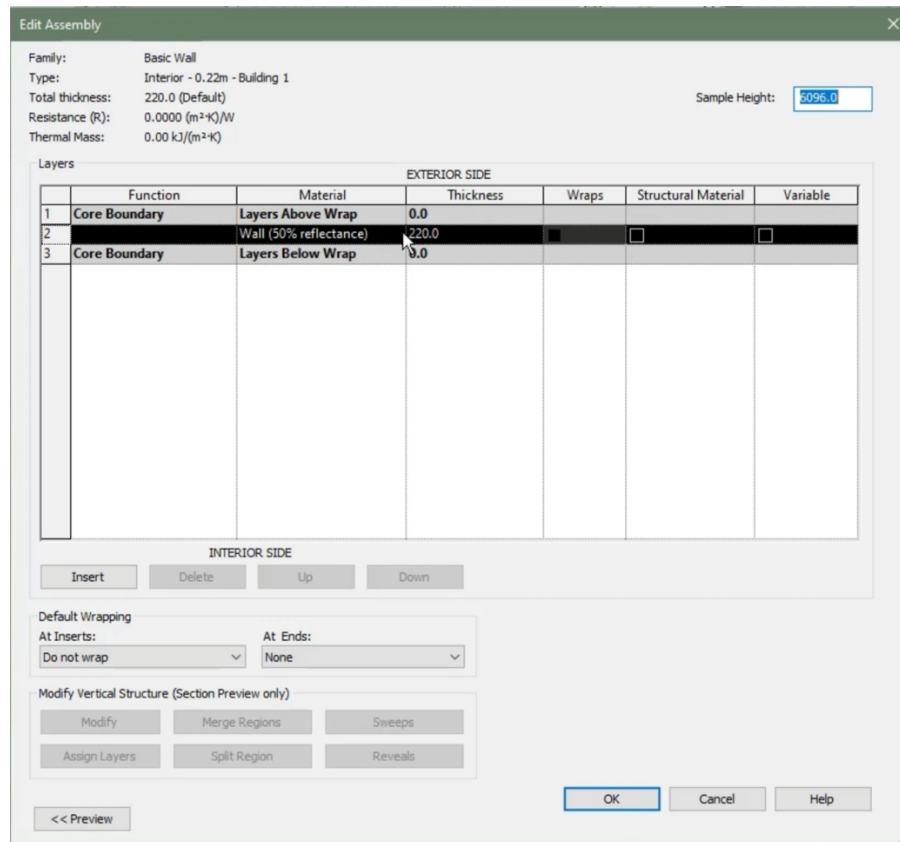 Edit Assembly
Family: Basic Wall
Type: Interior - 0.22m - Building 1
Total thickness: 220.0 (Default)
Sample Height: 6096.0
Resistance (R): 0.0000 (m²·K)/W
Thermal Mass: 0.00 kJ/(m²·K)
Layers
EXTERIOR SIDE
Function Material Thickness Wraps Structural Material Variable
1 Core Boundary Layers Above Wrap 0.0
2 Wall (50% reflectance) 220.0
3 Core Boundary Layers Below Wrap 0.0
INTERIOR SIDE
Insert Delete Up Down
Default Wrapping
At Inserts: At Ends:
Do not wrap None
Modify Vertical Structure (Section Preview only)
Modify Merge Regions Sweeps
Assign Layers Split Region Reveals
OK Cancel Help
<< Preview